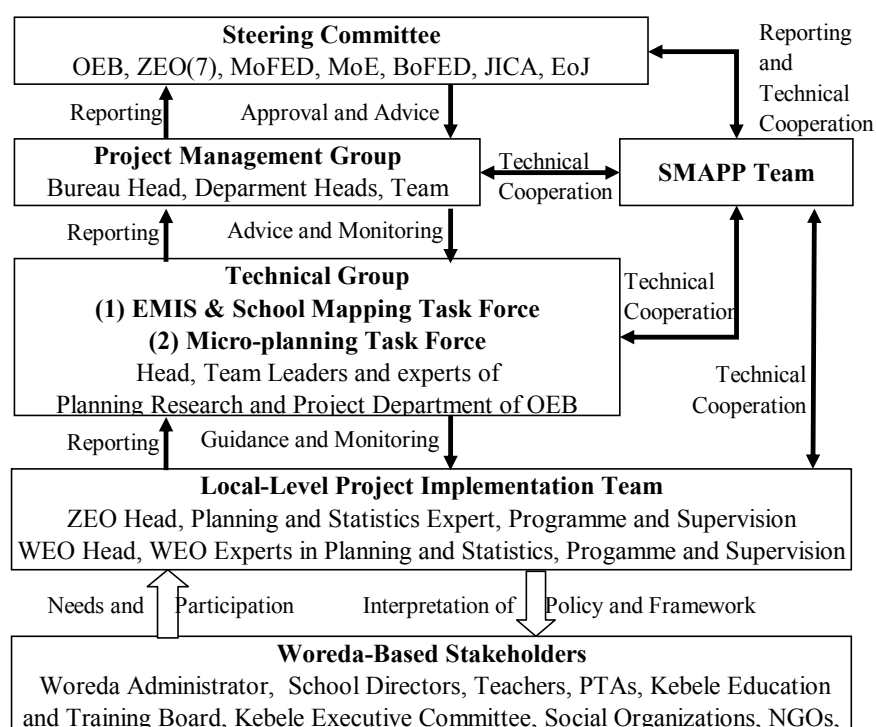 Steering Committee
OEB, ZEO(7), MoFED, MoE, BoFED, JICA, EoJ
Reporting
and
Technical
Cooperation
Reporting
Approval and Advice
Project Management Group
Bureau Head, Deparment Heads, Team
Technical
Cooperation
SMAPP Team
Reporting
Advice and Monitoring
Technical Group
(1) EMIS & School Mapping Task Force
(2) Micro-planning Task Force
Head, Team Leaders and experts of
Planning Research and Project Department of OEB
Technical
Cooperation
Technical
Cooperation
Reporting
Guidance and Monitoring
Local-Level Project Implementation Team
ZEO Head, Planning and Statistics Expert, Programme and Supervision
WEO Head, WEO Experts in Planning and Statistics, Progamme and Supervision
Needs and Participation
Interpretation of Policy and Framework
Woreda-Based Stakeholders
Woreda Administrator, School Directors, Teachers, PTAs, Kebele Education
and Training Board, Kebele Executive Committee, Social Organizations, NGOs,